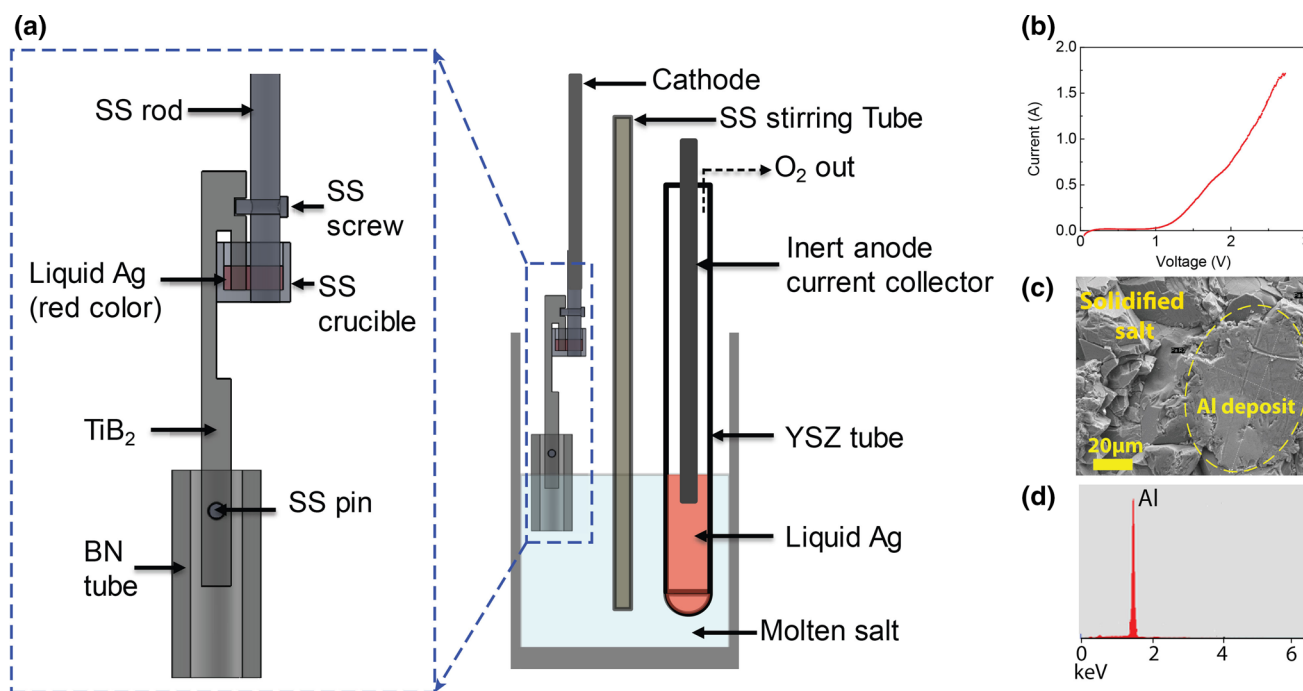 (a)
SS rod
SS
screw
Liquid Ag
(red color)
SS
crucible
TiB₂
SS pin
BN
tube
Cathode
SS stirring Tube
O₂ out
Inert anode
current collector
YSZ tube
Liquid Ag
Molten salt
(b)
2.0
1.5
1.0
0.5
0.0
Current (A)
0 1 2 3
Voltage (V)
(c)
Solidified
salt
Al deposit
20μm
(d)
Al
0 2 4 6
keV